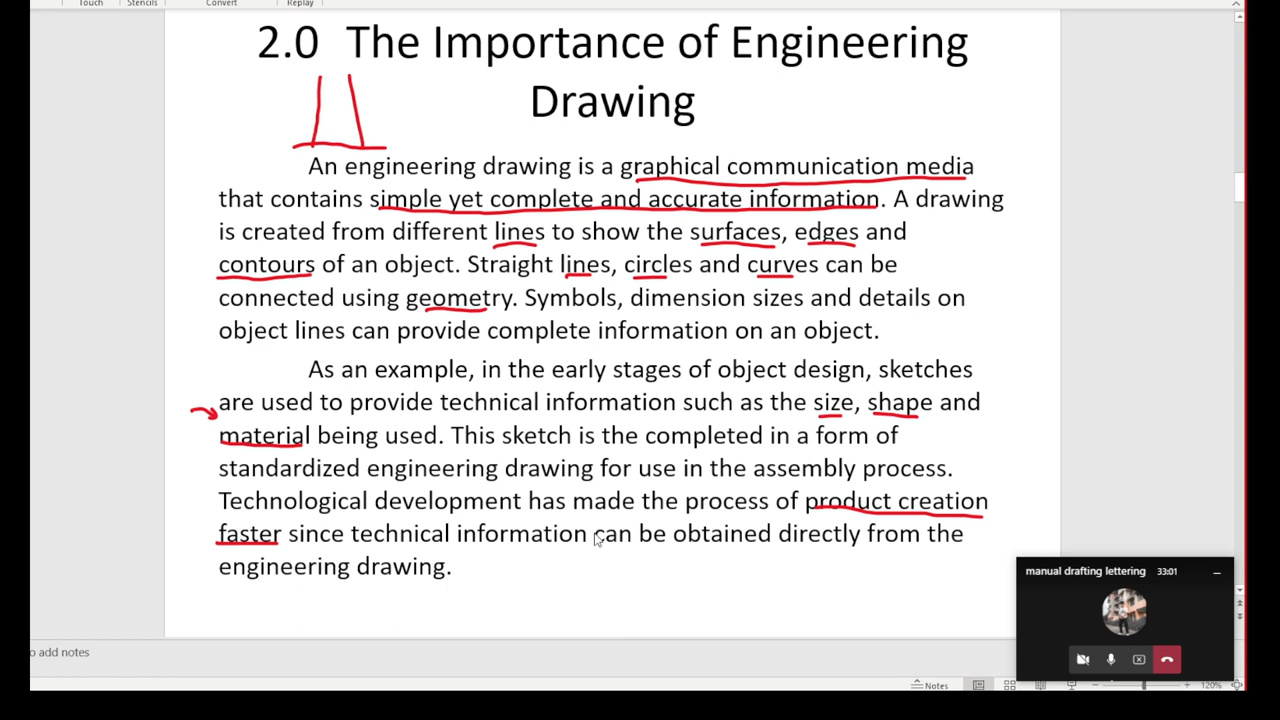 Touch Stencils Convert Replay
2.0 The Importance of Engineering
Drawing
An engineering drawing is a graphical communication media
that contains simple yet complete and accurate information. A drawing
is created from different lines to show the surfaces, edges and
contours of an object. Straight lines, circles and curves can be
connected using geometry. Symbols, dimension sizes and details on
object lines can provide complete information on an object.
As an example, in the early stages of object design, sketches
are used to provide technical information such as the size, shape and
material being used. This sketch is the completed in a form of
standardized engineering drawing for use in the assembly process.
Technological development has made the process of product creation
faster since technical information can be obtained directly from the
engineering drawing.
manual drafting lettering 33:01
o add notes
Notes 120%